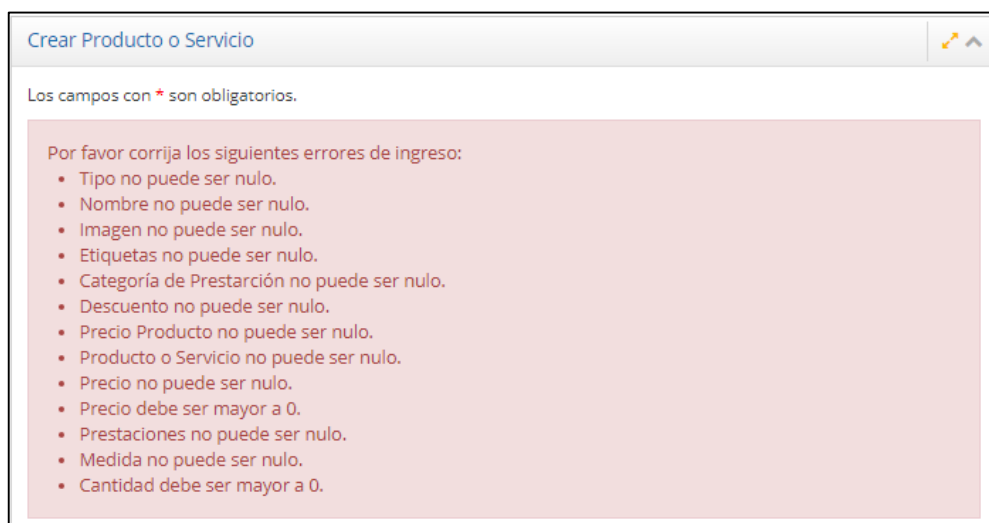 Crear Producto o Servicio
Los campos con * son obligatorios.
Por favor corrija los siguientes errores de ingreso:
• Tipo no puede ser nulo.
• Nombre no puede ser nulo.
• Imagen no puede ser nulo.
• Etiquetas no puede ser nulo.
• Categoría de Prestarción no puede ser nulo.
• Descuento no puede ser nulo.
• Precio Producto no puede ser nulo.
• Producto o Servicio no puede ser nulo.
• Precio no puede ser nulo.
• Precio debe ser mayor a 0.
• Prestaciones no puede ser nulo.
• Medida no puede ser nulo.
• Cantidad debe ser mayor a 0.